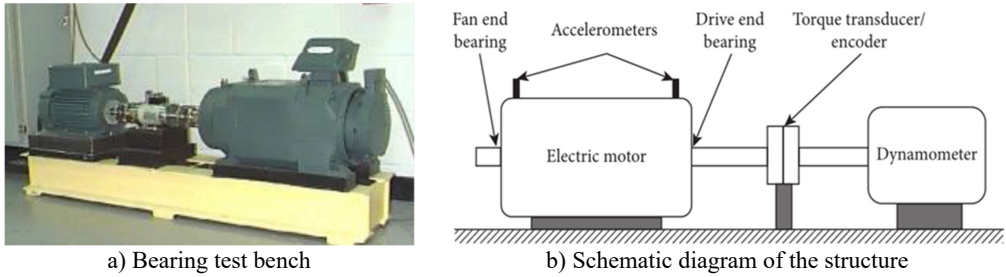 Fan end
bearing
Accelerometers
Drive end
bearing
Torque transducer/
encoder
Electric motor
Dynamometer
a) Bearing test bench
b) Schematic diagram of the structure